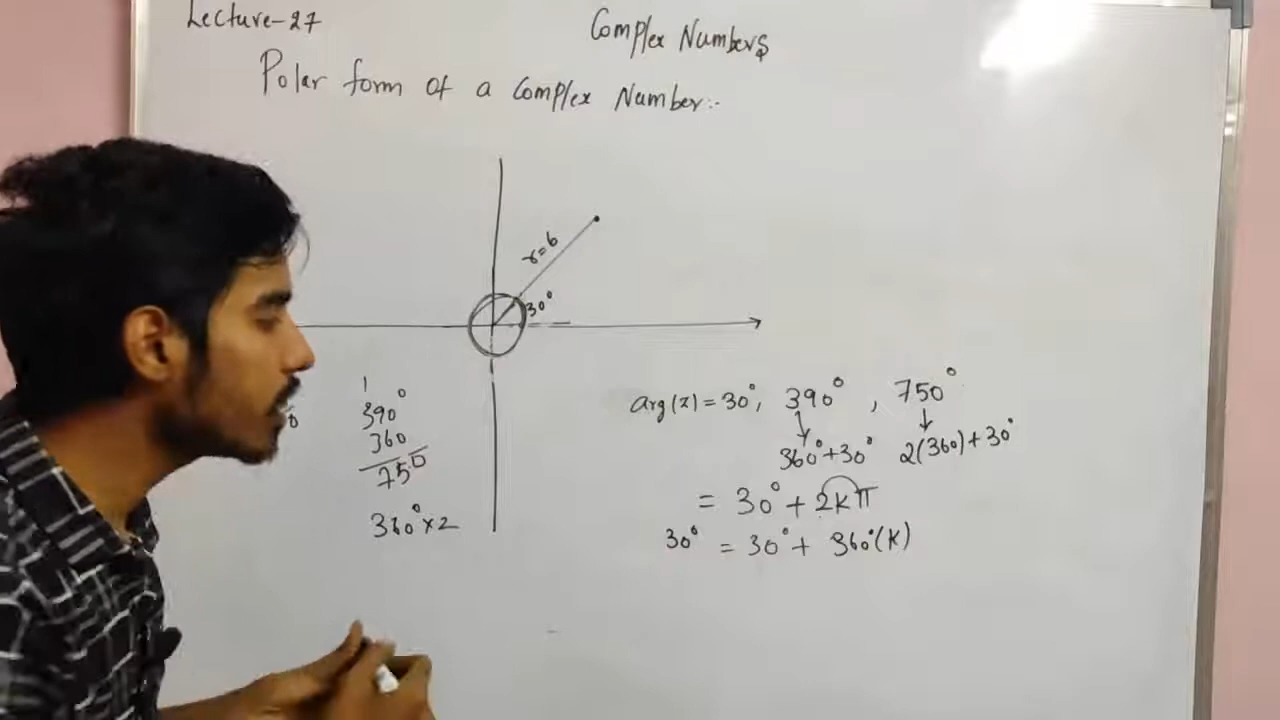 Lecture-27
Complex Numbers
Polar form of a Complex Number:-
r=6
30°
arg(z)=30°, 390°, 750°
↓ ↓
360°+30° 2(360)+30°
= 30°+2kπ
30° = 30°+ 360°(k)
1
390°
360
750
360°×2